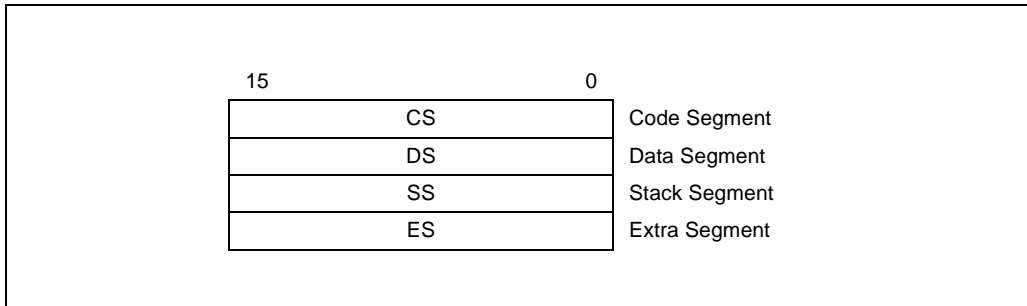 15 0
CS Code Segment
DS Data Segment
SS Stack Segment
ES Extra Segment